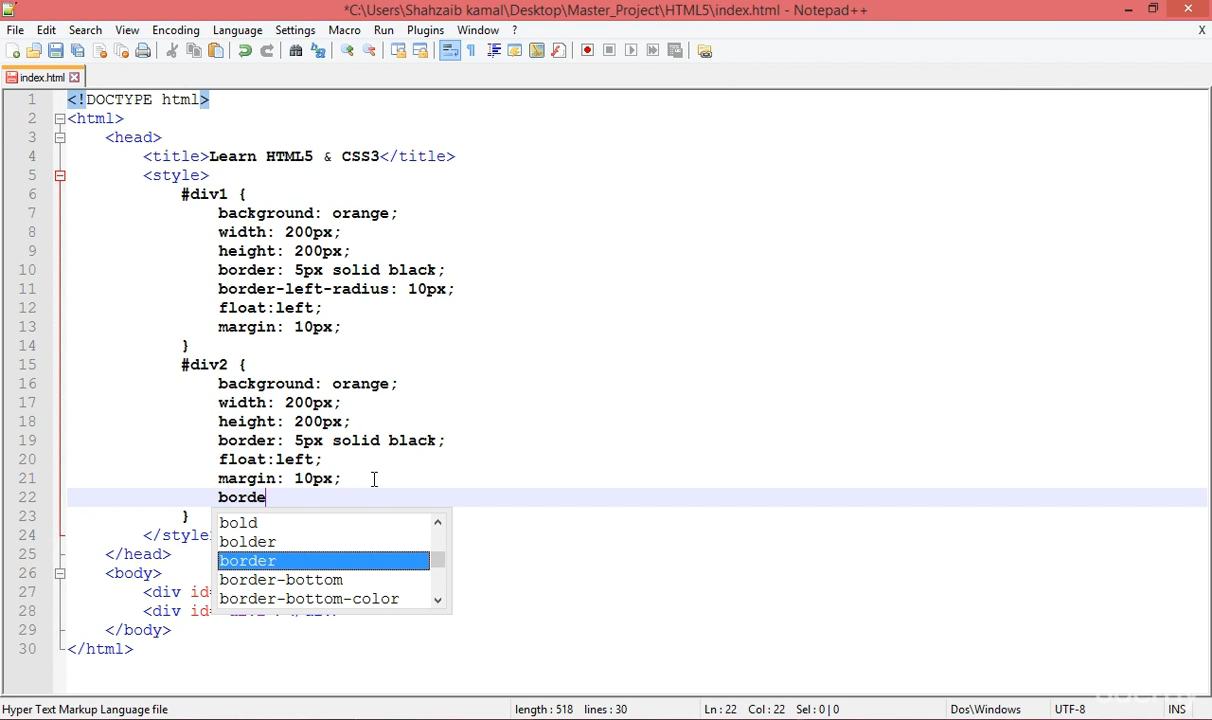 *C:\Users\Shahzaib kamal\Desktop\Master_Project\HTML5\index.html - Notepad++
File Edit Search View Encoding Language Settings Macro Run Plugins Window ? X
index.html
1 <!DOCTYPE html>
2 <html>
3 <head>
4 <title>Learn HTML5 & CSS3</title>
5 <style>
6 #div1 {
7 background: orange;
8 width: 200px;
9 height: 200px;
10 border: 5px solid black;
11 border-left-radius: 10px;
12 float:left;
13 margin: 10px;
14 }
15 #div2 {
16 background: orange;
17 width: 200px;
18 height: 200px;
19 border: 5px solid black;
20 float:left;
21 margin: 10px;
22 borde
23 }
bold
24 </style
bolder
25 </head>
border
26 <body>
border-bottom
27 <div id=
border-bottom-color
28 <div id=
29 </body>
30 </html>
Hyper Text Markup Language file length : 518 lines : 30 Ln : 22 Col : 22 Sel : 0 | 0 Dos\Windows UTF-8 INS